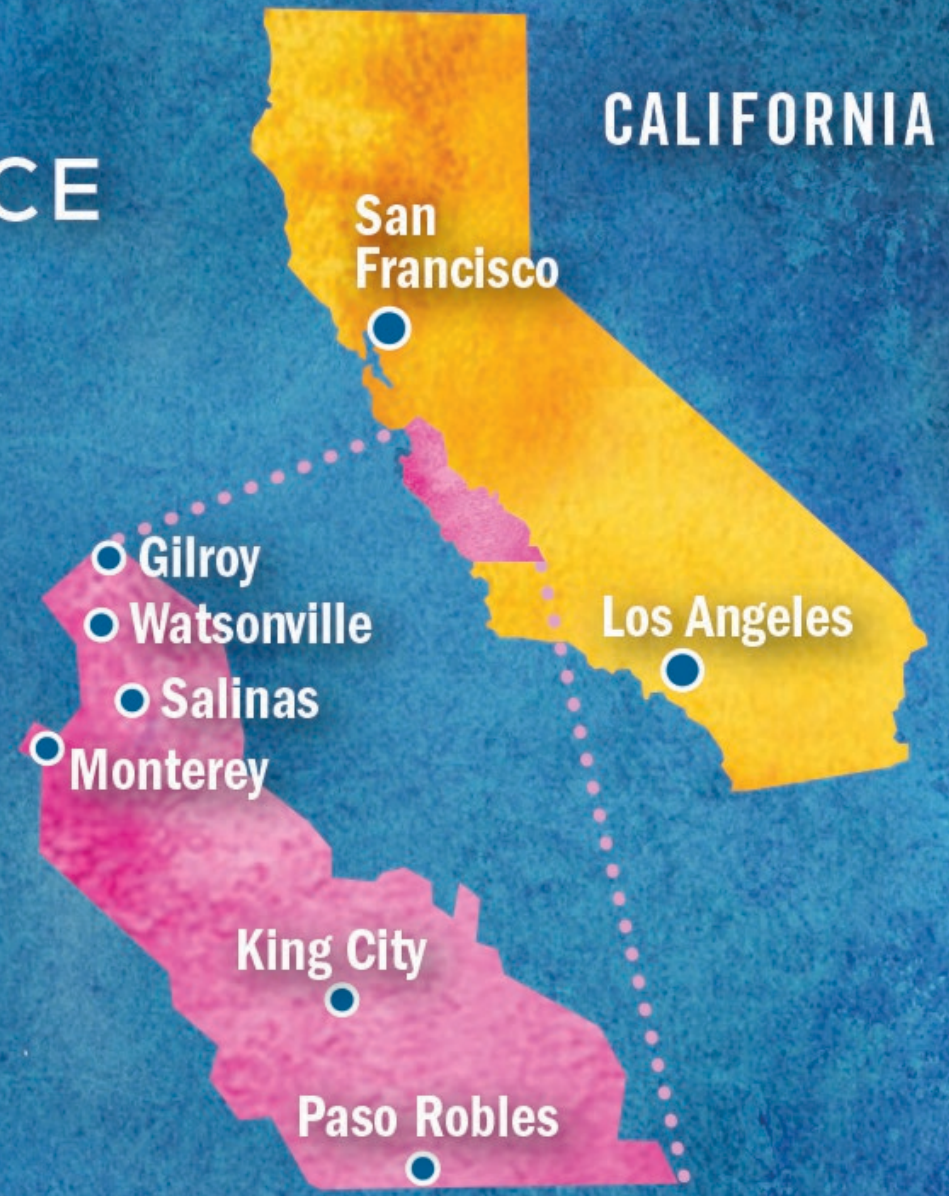 CALIFORNIA
CE
San
Francisco
Gilroy
Watsonville
Los Angeles
Salinas
Monterey
King City
Paso Robles